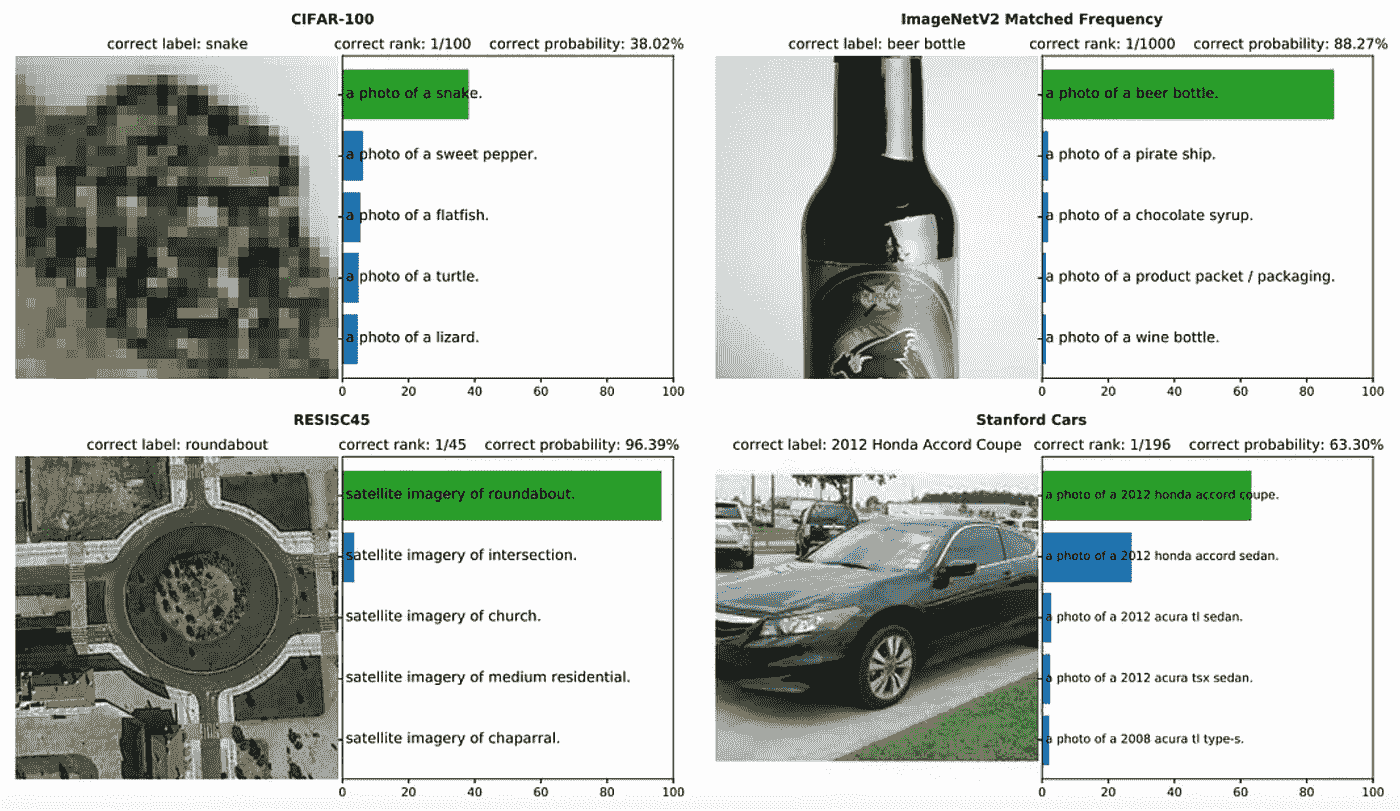 CIFAR-100
correct label: snake correct rank: 1/100 correct probability: 38.02%
a photo of a snake.
a photo of a sweet pepper.
a photo of a flatfish.
a photo of a turtle.
a photo of a lizard.
0 20 40 60 80 100
ImageNetV2 Matched Frequency
correct label: beer bottle correct rank: 1/1000 correct probability: 88.27%
a photo of a beer bottle.
a photo of a pirate ship.
a photo of a chocolate syrup.
a photo of a product packet / packaging.
a photo of a wine bottle.
0 20 40 60 80 100
RESISC45
correct label: roundabout correct rank: 1/45 correct probability: 96.39%
satellite imagery of roundabout.
satellite imagery of intersection.
satellite imagery of church.
satellite imagery of medium residential.
satellite imagery of chaparral.
0 20 40 60 80 100
Stanford Cars
correct label: 2012 Honda Accord Coupe correct rank: 1/196 correct probability: 63.30%
a photo of a 2012 honda accord coupe.
a photo of a 2012 honda accord sedan.
a photo of a 2012 acura tl sedan.
a photo of a 2012 acura tsx sedan.
a photo of a 2008 acura tl type-s.
0 20 40 60 80 100